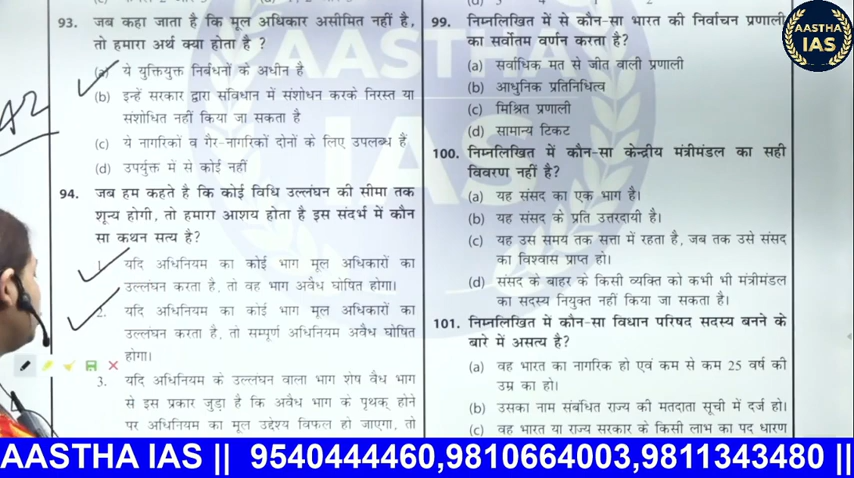 93. जब कहा जाता है कि मूल अधिकार असीमित नहीं है,
तो हमारा अर्थ क्या होता है ?
(a) ये युक्तियुक्त निर्बंधनों के अधीन है
(b) इन्हें सरकार द्वारा संविधान में संशोधन करके निरस्त या
संशोधित नहीं किया जा सकता है
(c) ये नागरिकों व गैर-नागरिकों दोनों के लिए उपलब्ध हैं
(d) उपर्युक्त में से कोई नहीं
94. जब हम कहते है कि कोई विधि उल्लंघन की सीमा तक
शून्य होगी, तो हमारा आशय होता है इस संदर्भ में कौन
सा कथन सत्य है?
1. यदि अधिनियम का कोई भाग मूल अधिकारों का
उल्लंघन करता है, तो वह भाग अवैध घोषित होगा।
2. यदि अधिनियम का कोई भाग मूल अधिकारों का
उल्लंघन करता है, तो सम्पूर्ण अधिनियम अवैध घोषित
होगा।
3. यदि अधिनियम के उल्लंघन वाला भाग शेष वैध भाग
से इस प्रकार जुड़ा है कि अवैध भाग के पृथक् होने
पर अधिनियम का मूल उद्देश्य विफल हो जाएगा, तो
99. निम्नलिखित में से कौन-सा भारत की निर्वाचन प्रणाली
का सर्वोतम वर्णन करता है?
(a) सर्वाधिक मत से जीत वाली प्रणाली
(b) आधुनिक प्रतिनिधित्व
(c) मिश्रित प्रणाली
(d) सामान्य टिकट
100. निम्नलिखित में कौन-सा केन्द्रीय मंत्रीमंडल का सही
विवरण नहीं है?
(a) यह संसद का एक भाग है।
(b) यह संसद के प्रति उत्तरदायी है।
(c) यह उस समय तक सत्ता में रहता है, जब तक उसे संसद
का विश्वास प्राप्त हो।
(d) संसद के बाहर के किसी व्यक्ति को कभी भी मंत्रीमंडल
का सदस्य नियुक्त नहीं किया जा सकता है।
101. निम्नलिखित में कौन-सा विधान परिषद सदस्य बनने के
बारे में असत्य है?
(a) वह भारत का नागरिक हो एवं कम से कम 25 वर्ष की
उम्र का हो।
(b) उसका नाम संबंधित राज्य की मतदाता सूची में दर्ज हो।
(c) वह भारत या राज्य सरकार के किसी लाभ का पद धारण
AASTHA
IAS
AASTHA
IAS
AASTHA IAS || 9540444460,9810664003,9811343480 ||